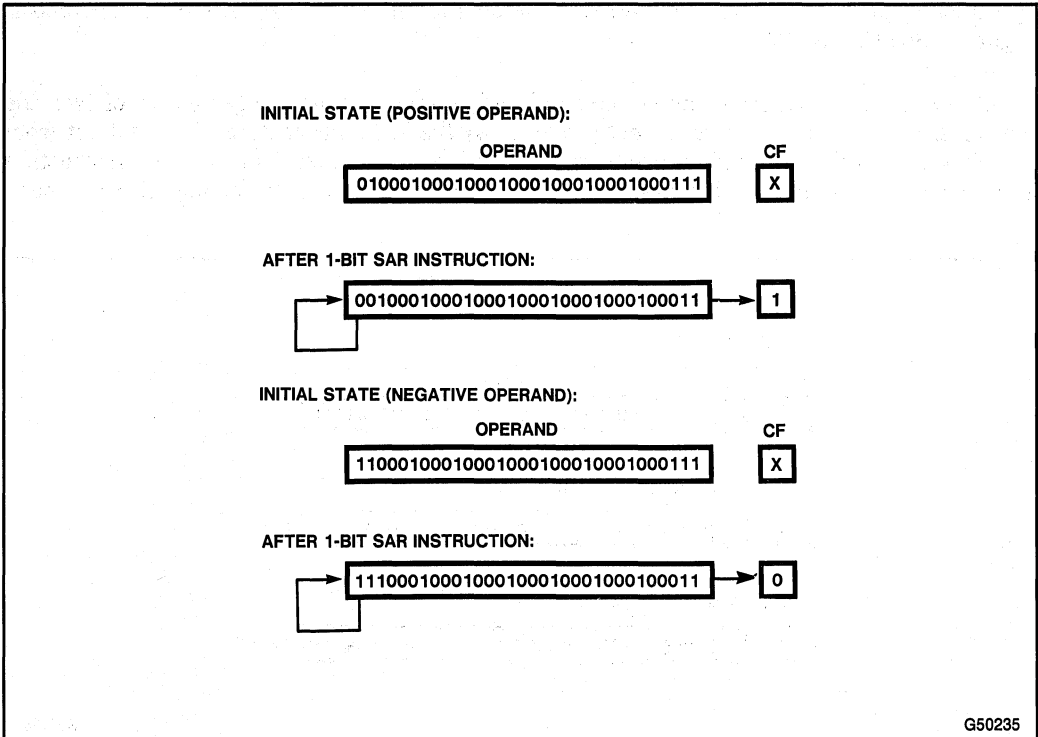 INITIAL STATE (POSITIVE OPERAND):
OPERAND CF
01000100010001000100010001000111 X
AFTER 1-BIT SAR INSTRUCTION:
00100010001000100010001000100011 1
INITIAL STATE (NEGATIVE OPERAND):
OPERAND CF
11000100010001000100010001000111 X
AFTER 1-BIT SAR INSTRUCTION:
11100010001000100010001000100011 0
G50235